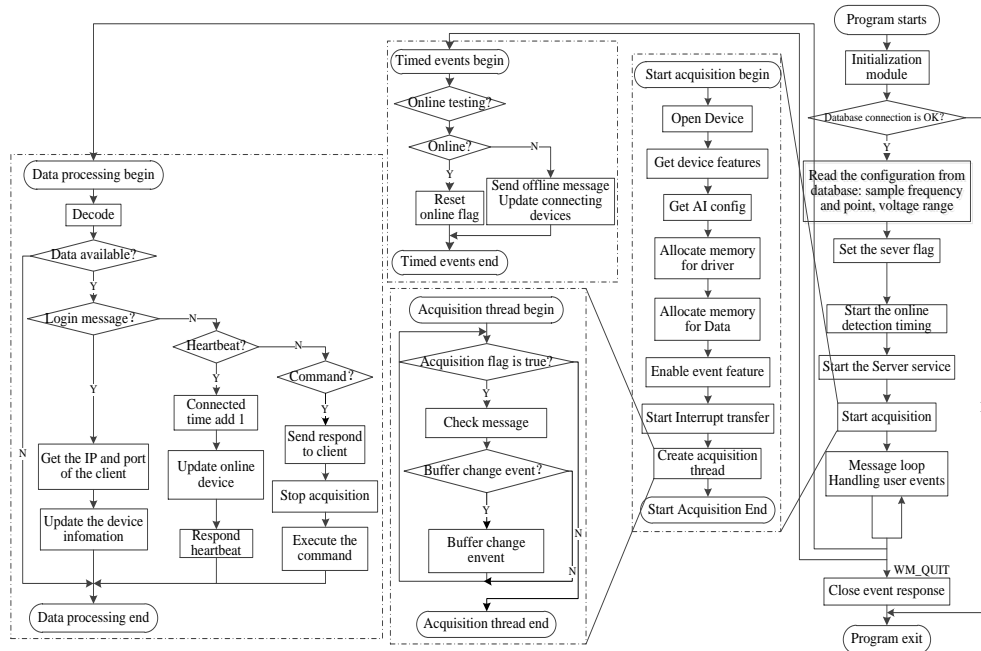 Program starts
Initialization
module
Database connection is OK?
Y
Read the configuration from
database: sample frequency
and point, voltage range
Set the sever flag
Start the online
detection timing
Start the Server service
Start acquisition
Message loop
Handling user events
WM_QUIT
Close event response
Program exit
Start acquisition begin
Open Device
Get device features
Get AI config
Allocate memory
for driver
Allocate memory
for Data
Enable event feature
Start Interrupt transfer
Create acquisition
thread
Start Acquisition End
Timed events begin
Online testing?
Online?
N
Y
Reset
online flag
Send offline message
Update connecting
devices
Timed events end
Acquisition thread begin
Acquisition flag is true?
Y
Check message
Buffer change event?
Y
N
N
Buffer change
envent
Acquisition thread end
Data processing begin
Decode
Data available?
Y
Login message?
N
Heartbeat?
N
Command?
Y
Y
Y
N
Connected
time add 1
Send respond
to client
Get the IP and port
of the client
Update online
device
Stop acquisition
Update the device
infomation
Respond
heartbeat
Execute the
command
Data processing end